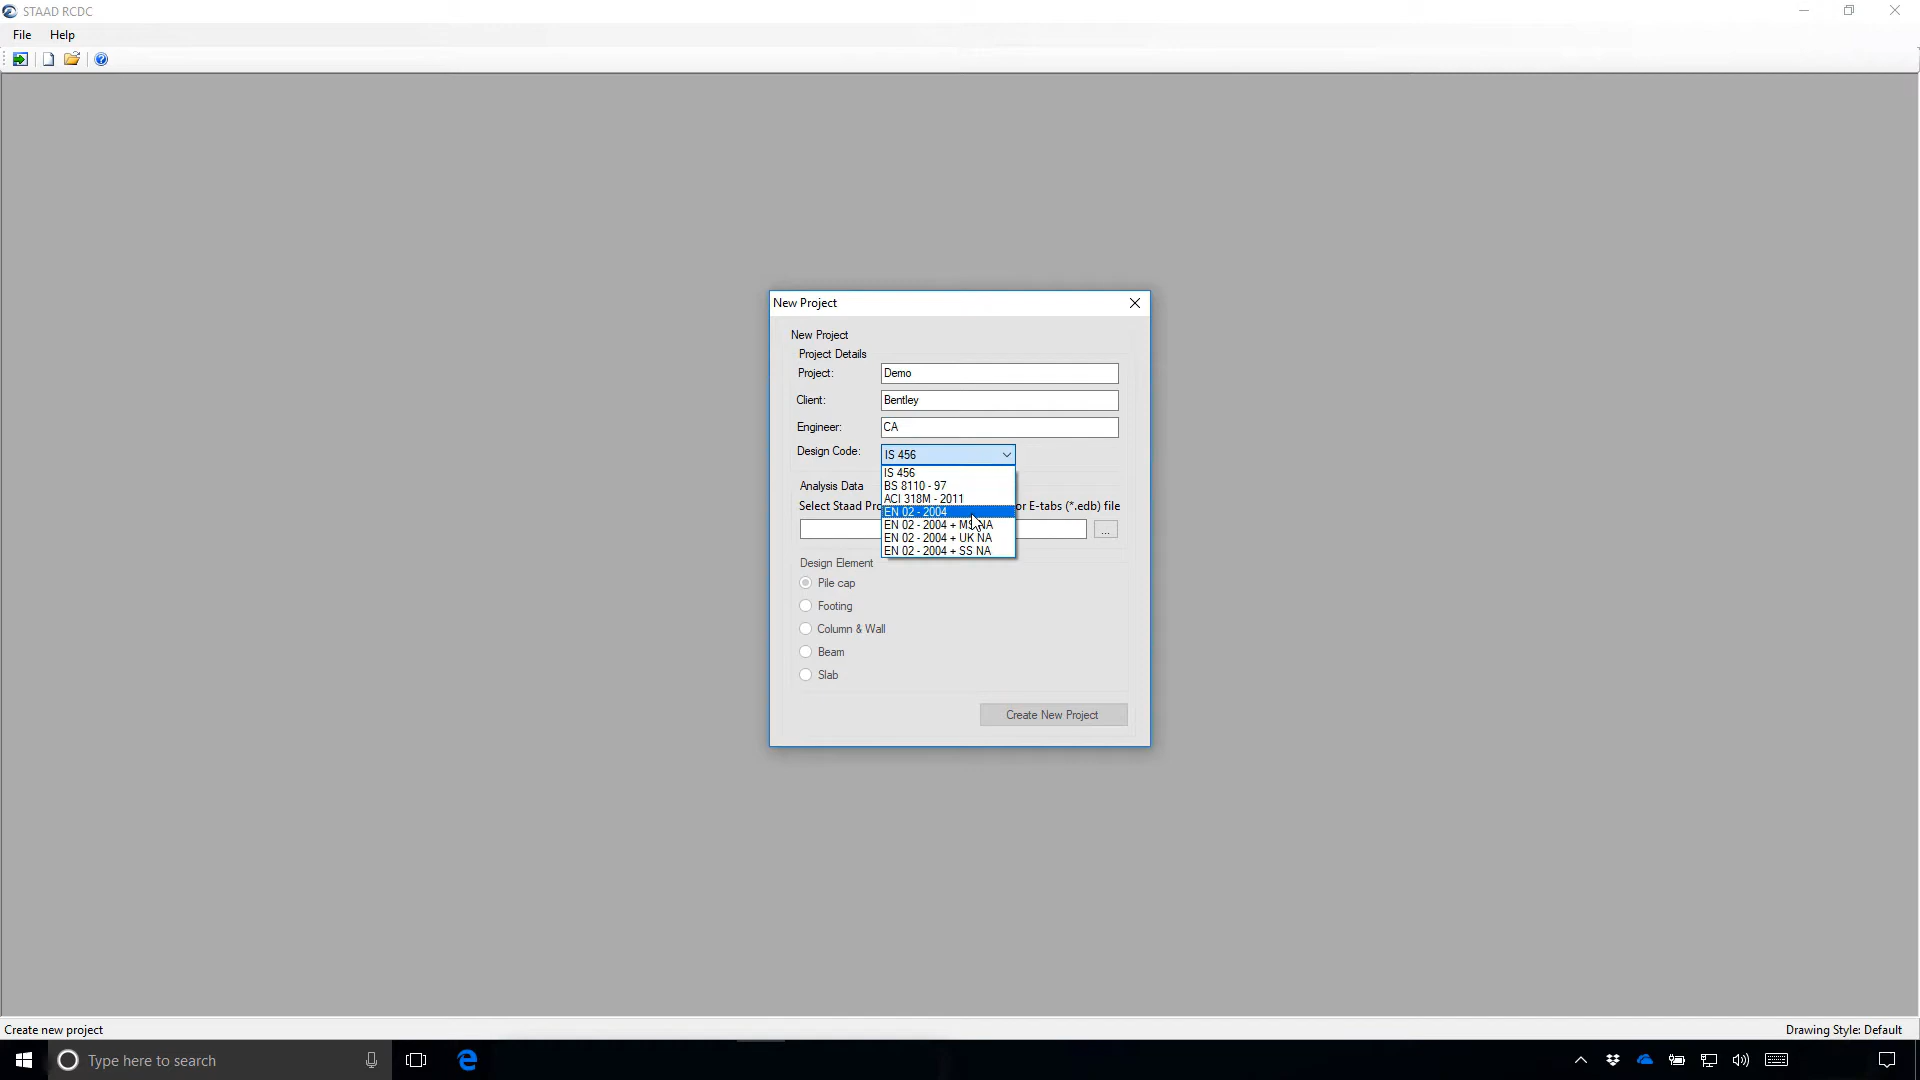 STAAD RCDC
File Help
New Project
New Project
Project Details
Project: Demo
Client: Bentley
Engineer: CA
Design Code: IS 456
IS 456
BS 8110 - 97
ACI 318M - 2011
EN 02 - 2004
EN 02 - 2004 + MS NA
EN 02 - 2004 + UK NA
EN 02 - 2004 + SS NA
Analysis Data
Select Staad or E-tabs (*.edb) file
...
Design Element
Pile cap
Footing
Column & Wall
Beam
Slab
Create New Project
Create new project
Drawing Style: Default
Type here to search